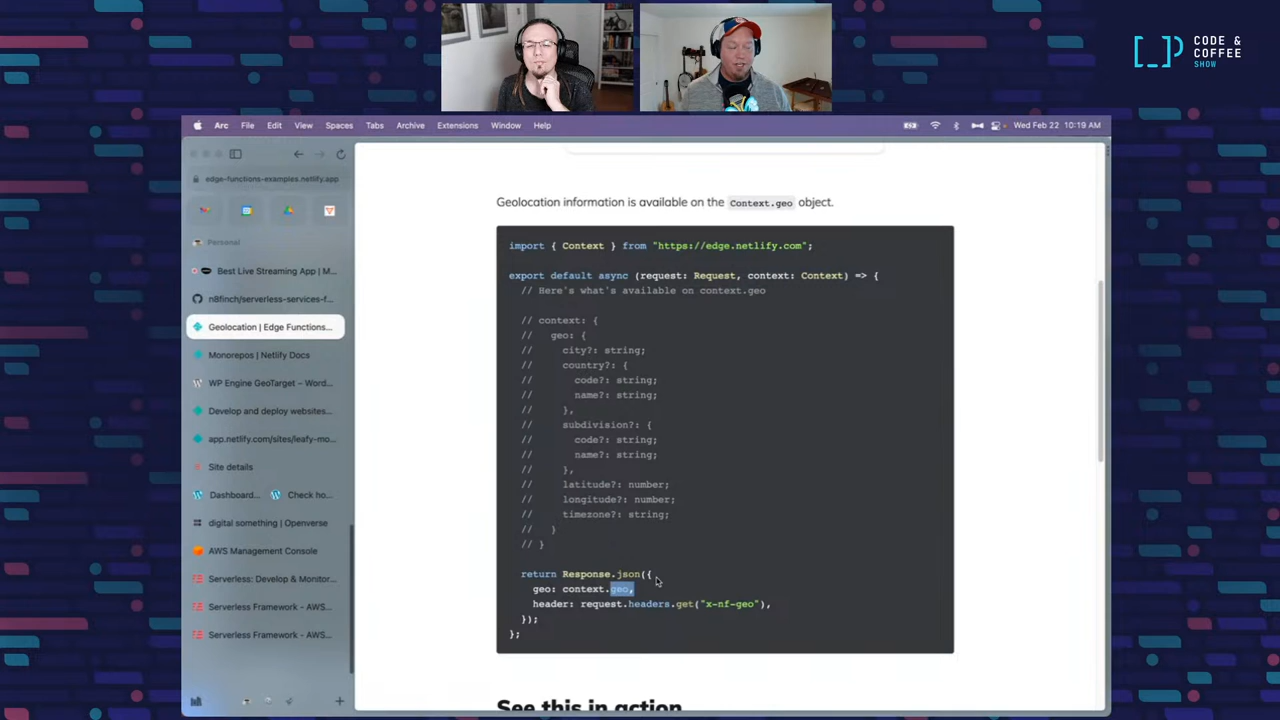 CODE &
COFFEE
SHOW
Arc File Edit View Spaces Tabs Archive Extensions Window Help Wed Feb 22 10:19 AM
edge-functions-examples.netlify.app
Personal
Best Live Streaming App | M...
n8finch/serverless-services-f...
Geolocation | Edge Functions...
Monorepos | Netlify Docs
WP Engine GeoTarget – Word...
Develop and deploy websites...
app.netlify.com/sites/leafy-mo...
Site details
Dashboard... Check ho...
digital something | Openverse
AWS Management Console
Serverless: Develop & Monitor...
Serverless Framework - AWS...
Serverless Framework - AWS...
Geolocation information is available on the Context.geo object.
import { Context } from "https://edge.netlify.com";
export default async (request: Request, context: Context) => {
// Here's what's available on context.geo
// context: {
// geo: {
// city?: string;
// country?: {
// code?: string;
// name?: string;
// },
// subdivision?: {
// code?: string;
// name?: string;
// },
// latitude?: number;
// longitude?: number;
// timezone?: string;
// }
// }
return Response.json({
geo: context.geo,
header: request.headers.get("x-nf-geo"),
});
};
See this in action